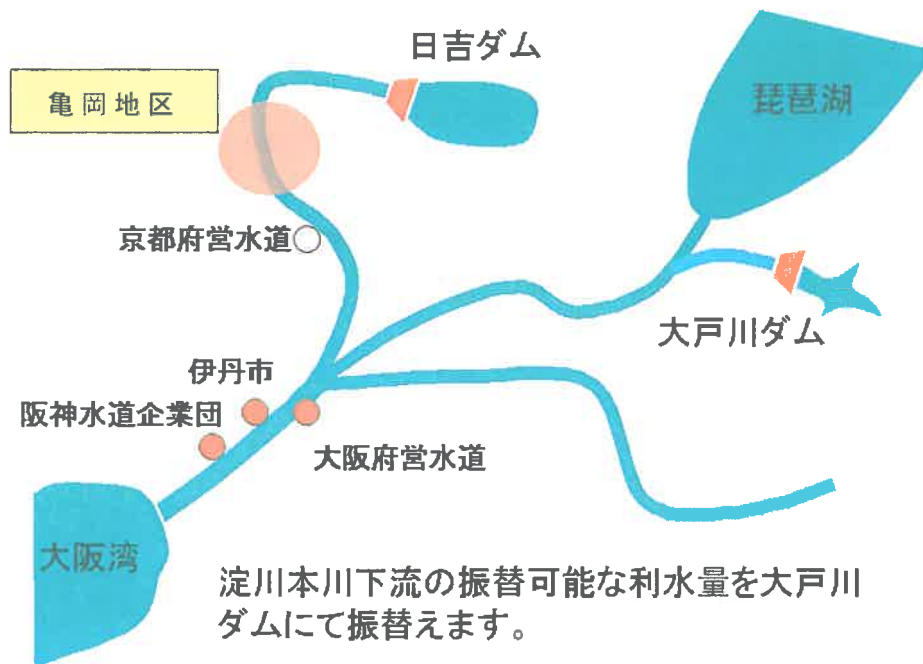 日吉ダム
琵琶湖
亀岡地区
京都府営水道
大戸川ダム
伊丹市
阪神水道企業団
大阪府営水道
大阪湾
淀川本川下流の振替可能な利水量を大戸川
ダムにて振替えます。